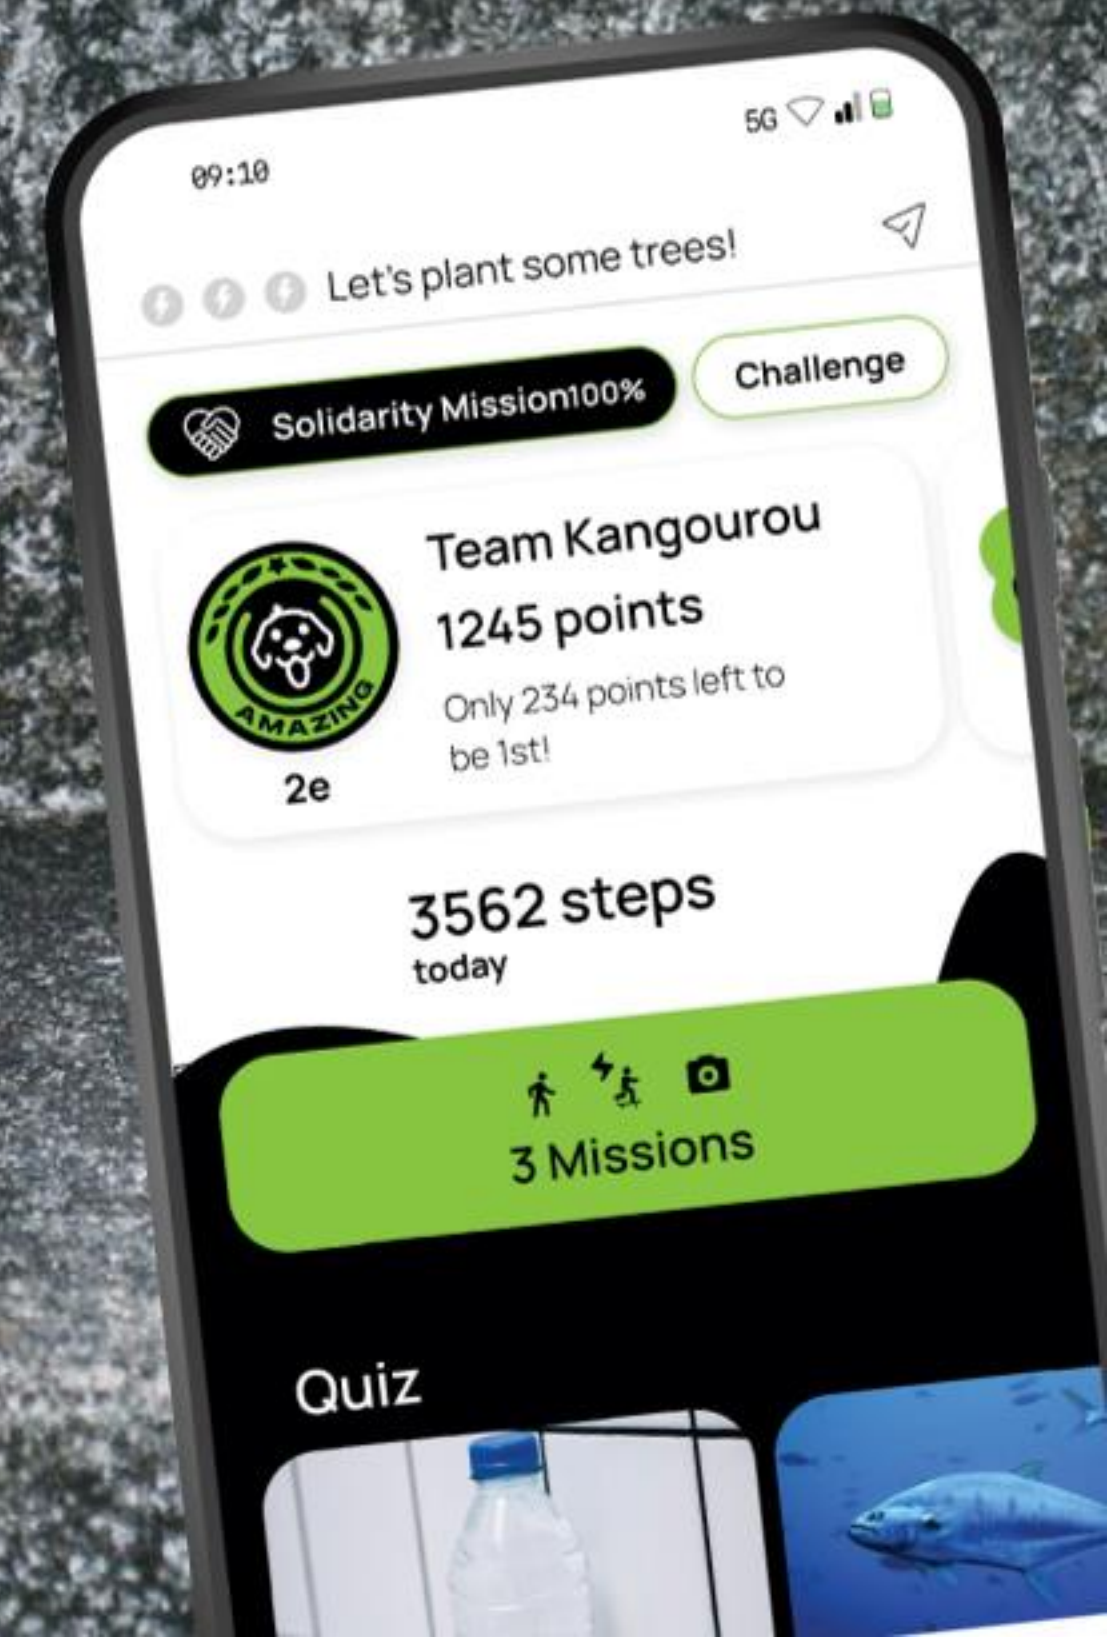 09:10
5G
Let's plant some trees!
Solidarity Mission100%
Challenge
Team Kangourou
1245 points
Only 234 points left to
be 1st!
AMAZING
2e
3562 steps
today
3 Missions
Quiz